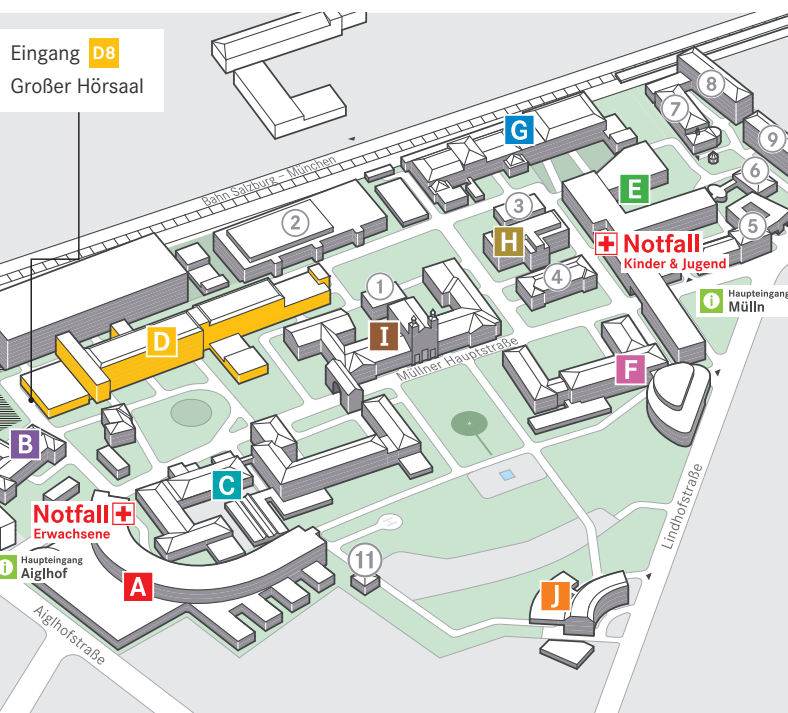 Eingang D8
Großer Hörsaal
Bahn Salzburg – München
G
7
8
9
6
5
E
Notfall
Kinder & Jugend
i Haupteingang
Mülln
3
H
4
2
1
I
Müllner Hauptstraße
F
D
B
C
Notfall
Erwachsene
i Haupteingang
Aiglhof
A
H
11
J
Lindhofstraße
Aiglhofstraße